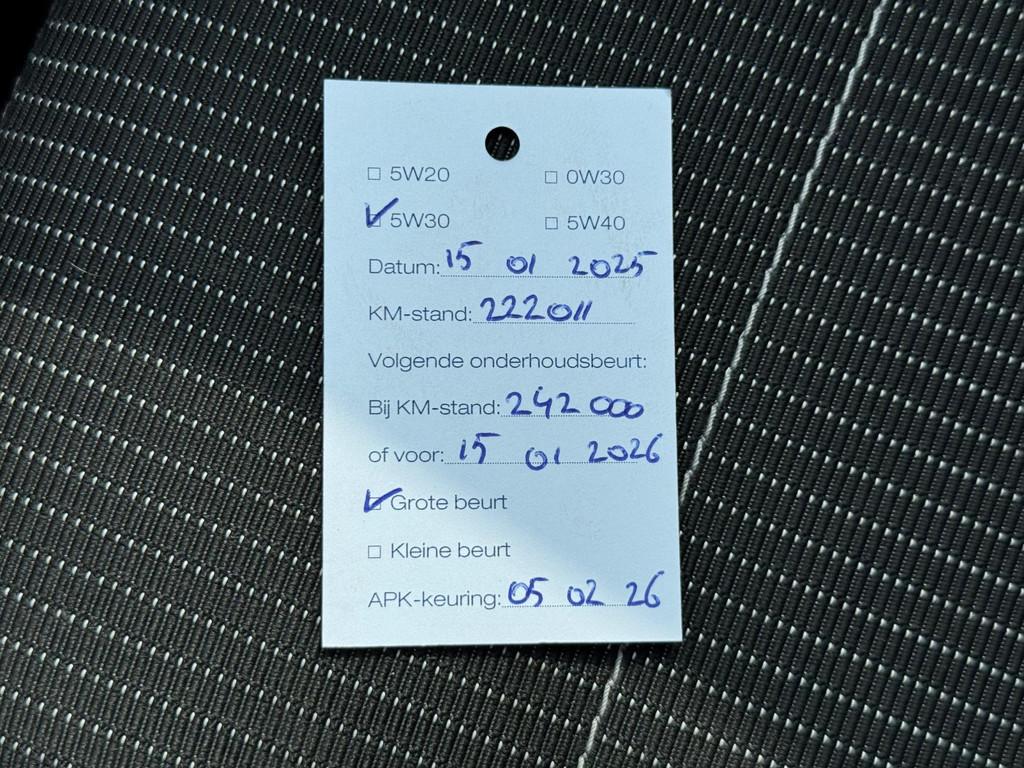 ☐ 5W20 ☐ 0W30
☑ 5W30 ☐ 5W40
Datum: 15 01 2025
KM-stand: 222011
Volgende onderhoudsbeurt:
Bij KM-stand: 242 000
of voor: 15 01 2026
☑ Grote beurt
☐ Kleine beurt
APK-keuring: 05 02 26